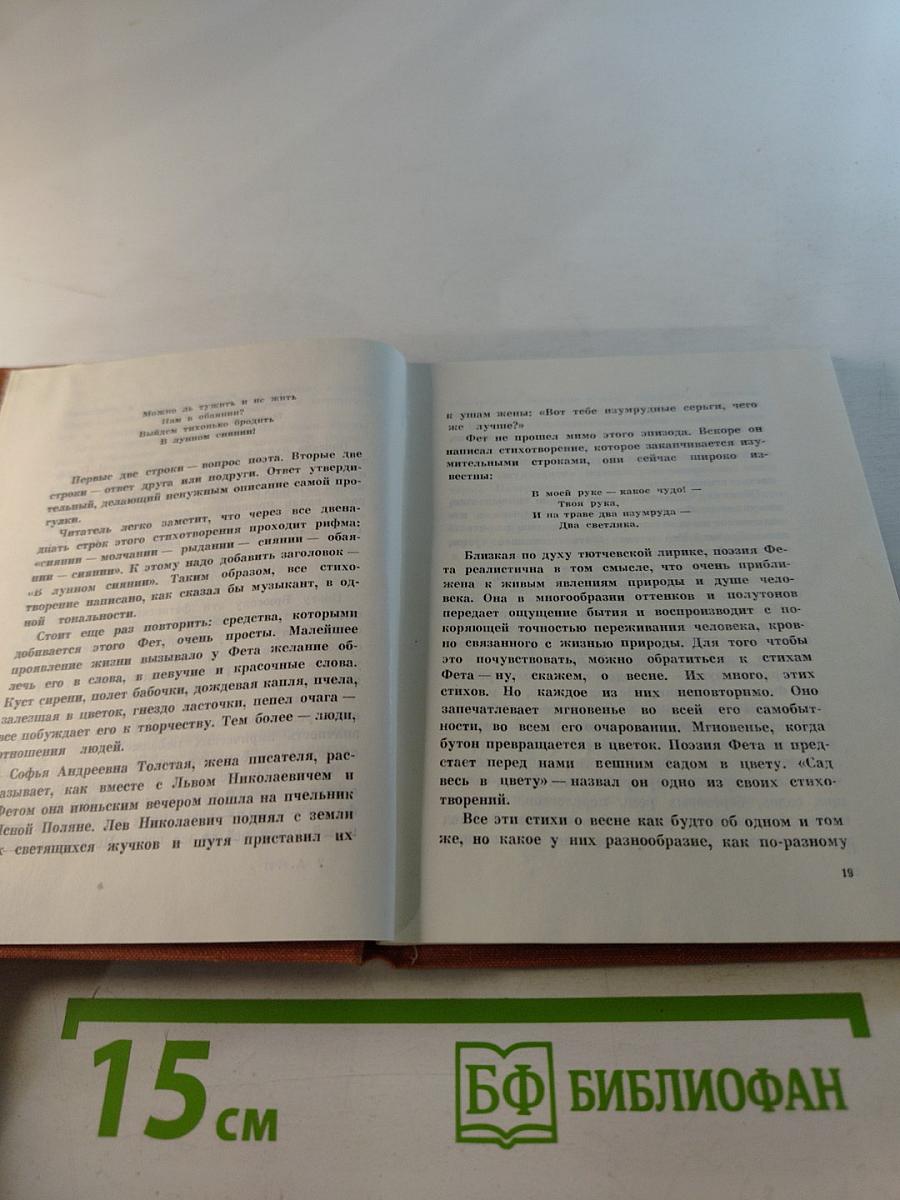 Можно ль тужить и не жить
Нам в обаянии?
Выйдем тихонько бродить
В лунном сиянии!
Первые две строки — вопрос поэта. Вторые две
строки — ответ друга или подруги. Ответ утверди-
тельный, делающий ненужным описание самой про-
гулки.
Читатель легко заметит, что через все двена-
дцать строк этого стихотворения проходит рифма:
«сиянии — молчании — рыдании — сиянии — обая-
нии — сиянии». К этому надо добавить заголовок —
«В лунном сиянии». Таким образом, все стихо-
творение написано, как сказал бы музыкант, в од-
ной тональности.
Стоит еще раз повторить: средства, которыми
добивается этого Фет, очень просты. Малейшее
проявление жизни вызывало у Фета желание об-
лечь его в слова, в певучие и красочные слова.
Куст сирени, полет бабочки, дождевая капля, пчела,
залезшая в цветок, гнездо ласточки, пепел очага —
все побуждает его к творчеству. Тем более — люди,
отношения людей.
Софья Андреевна Толстая, жена писателя, рас-
азывает, как вместе с Львом Николаевичем и
Фетом она июньским вечером пошла на пчельник
Ясной Поляне. Лев Николаевич поднял с земли
х светящихся жучков и шутя приставил их
к ушам жены: «Вот тебе изумрудные серьги, чего
же лучше?»
Фет не прошел мимо этого эпизода. Вскоре он
написал стихотворение, которое заканчивается изу-
мительными строками, они сейчас широко из-
вестны:
В моей руке — какое чудо! —
Твоя рука,
И на траве два изумруда —
Два светляка.
Близкая по духу тютчевской лирике, поэзия Фе-
та реалистична в том смысле, что очень прибли-
жена к живым явлениям природы и душе чело-
века. Она в многообразии оттенков и полутонов
передает ощущение бытия и воспроизводит с по-
коряющей точностью переживания человека, кров-
но связанного с жизнью природы. Для того чтобы
это почувствовать, можно обратиться к стихам
Фета — ну, скажем, о весне. Их много, этих
стихов. Но каждое из них неповторимо. Оно
запечатлевает мгновенье во всей его самобыт-
ности, во всем его очаровании. Мгновенье, когда
бутон превращается в цветок. Поэзия Фета и пред-
стает перед нами вешним садом в цвету. «Сад
весь в цвету» — назвал он одно из своих стихо-
творений.
Все эти стихи о весне как будто об одном и том
же, но какое у них разнообразие, как по-разному
19
15 см
БФ БИБЛИОФАН